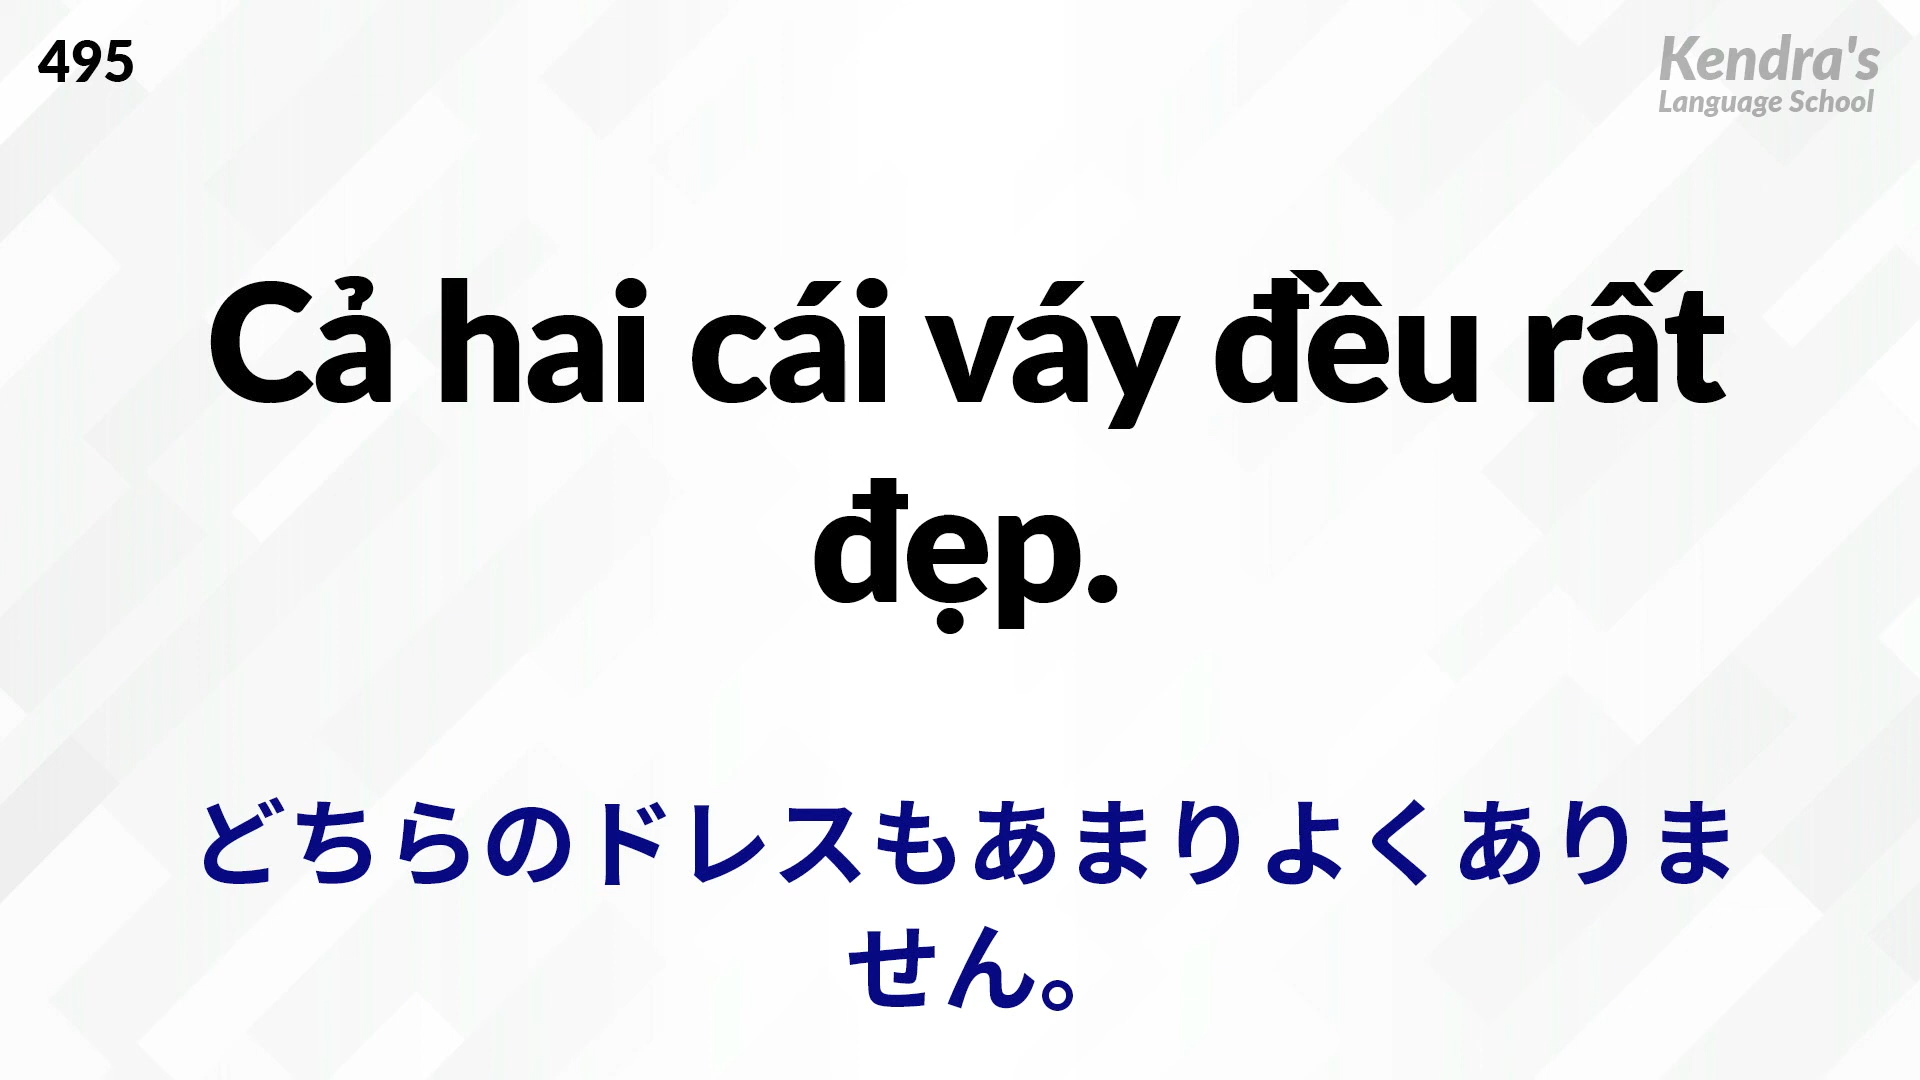 495
Kendra's
Language School
Cả hai cái váy đều rất
đẹp.
どちらのドレスもあまりよくありま
せん。